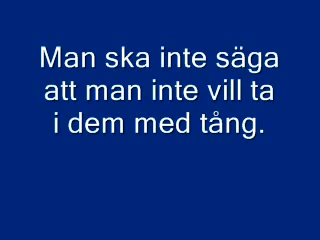 Man ska inte säga
att man inte vill ta
i dem med tång.